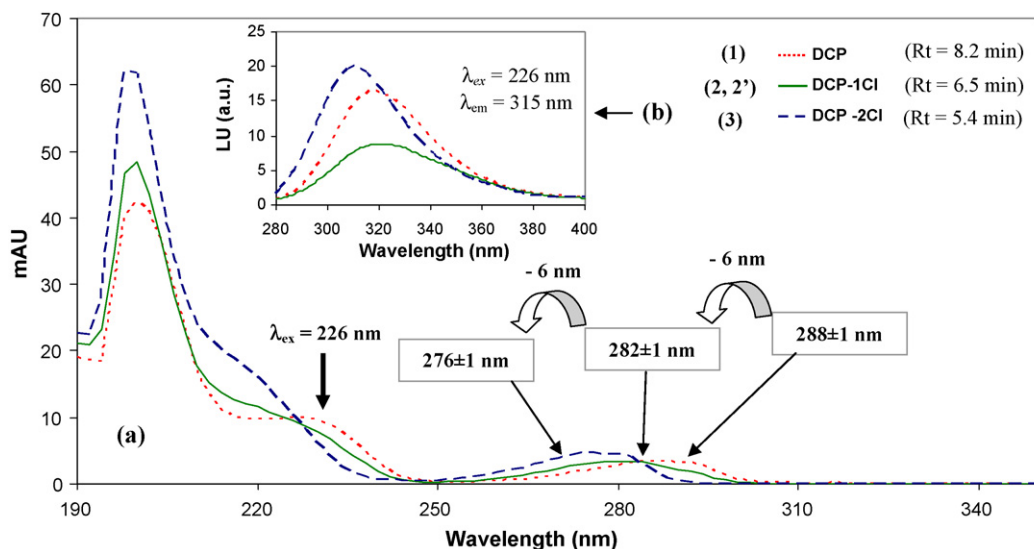 70
60
50
40
30
20
10
0
mAU
190
220
250
280
310
340
Wavelength (nm)
(a)
λex = 226 nm
25
20
15
10
5
0
LU (a.u.)
280
300
320
340
360
380
400
Wavelength (nm)
λex = 226 nm
λem = 315 nm
(b)
(1) DCP (Rt = 8.2 min)
(2, 2') DCP-1Cl (Rt = 6.5 min)
(3) DCP -2Cl (Rt = 5.4 min)
- 6 nm
- 6 nm
276±1 nm
282±1 nm
288±1 nm